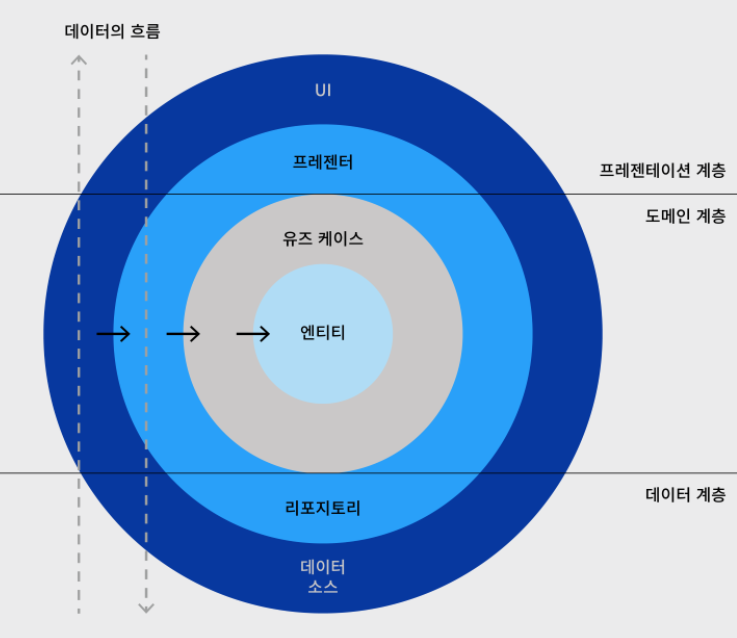 데이터의 흐름
UI
프레젠터
프레젠테이션 계층
도메인 계층
유즈 케이스
엔티티
데이터 계층
리포지토리
데이터
소스